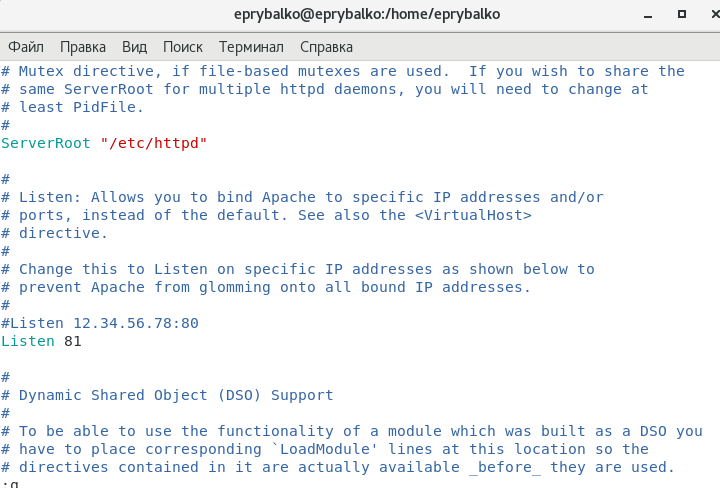 eprybalko@eprybalko:/home/eprybalko
Файл Правка Вид Поиск Терминал Справка
# Mutex directive, if file-based mutexes are used.  If you wish to share the
# same ServerRoot for multiple httpd daemons, you will need to change at
# least PidFile.
#
ServerRoot "/etc/httpd"

#
# Listen: Allows you to bind Apache to specific IP addresses and/or
# ports, instead of the default. See also the <VirtualHost>
# directive.
#
# Change this to Listen on specific IP addresses as shown below to
# prevent Apache from glomming onto all bound IP addresses.
#
#Listen 12.34.56.78:80
Listen 81

#
# Dynamic Shared Object (DSO) Support
#
# To be able to use the functionality of a module which was built as a DSO you
# have to place corresponding `LoadModule' lines at this location so the
# directives contained in it are actually available _before_ they are used.
:q